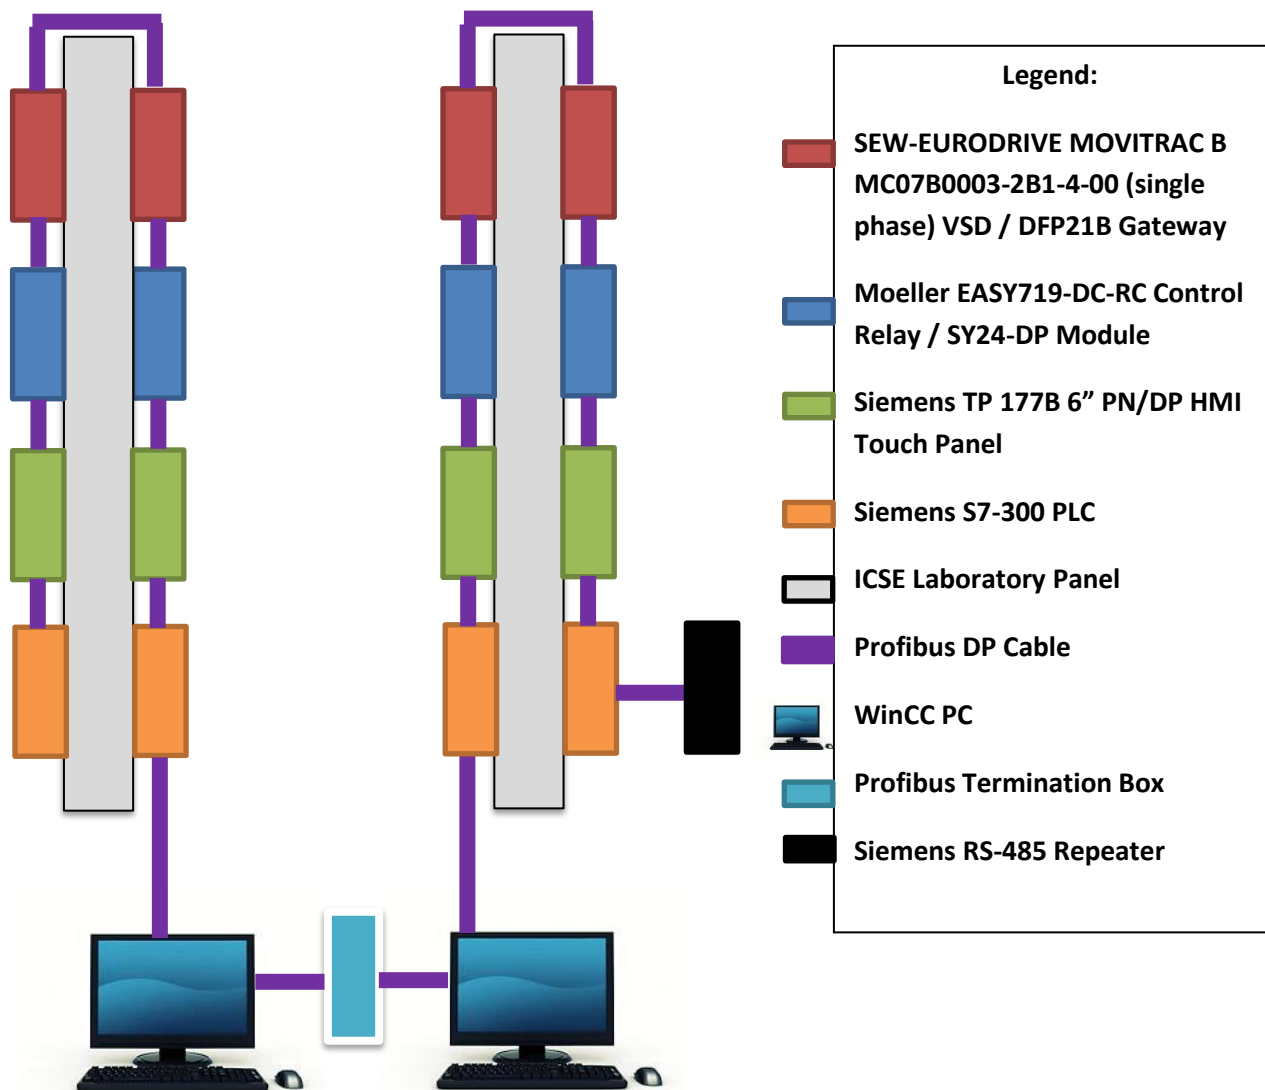 Legend:
SEW-EURODRIVE MOVITRAC B
MC07B0003-2B1-4-00 (single
phase) VSD / DFP21B Gateway
Moeller EASY719-DC-RC Control
Relay / SY24-DP Module
Siemens TP 177B 6” PN/DP HMI
Touch Panel
Siemens S7-300 PLC
ICSE Laboratory Panel
Profibus DP Cable
WinCC PC
Profibus Termination Box
Siemens RS-485 Repeater